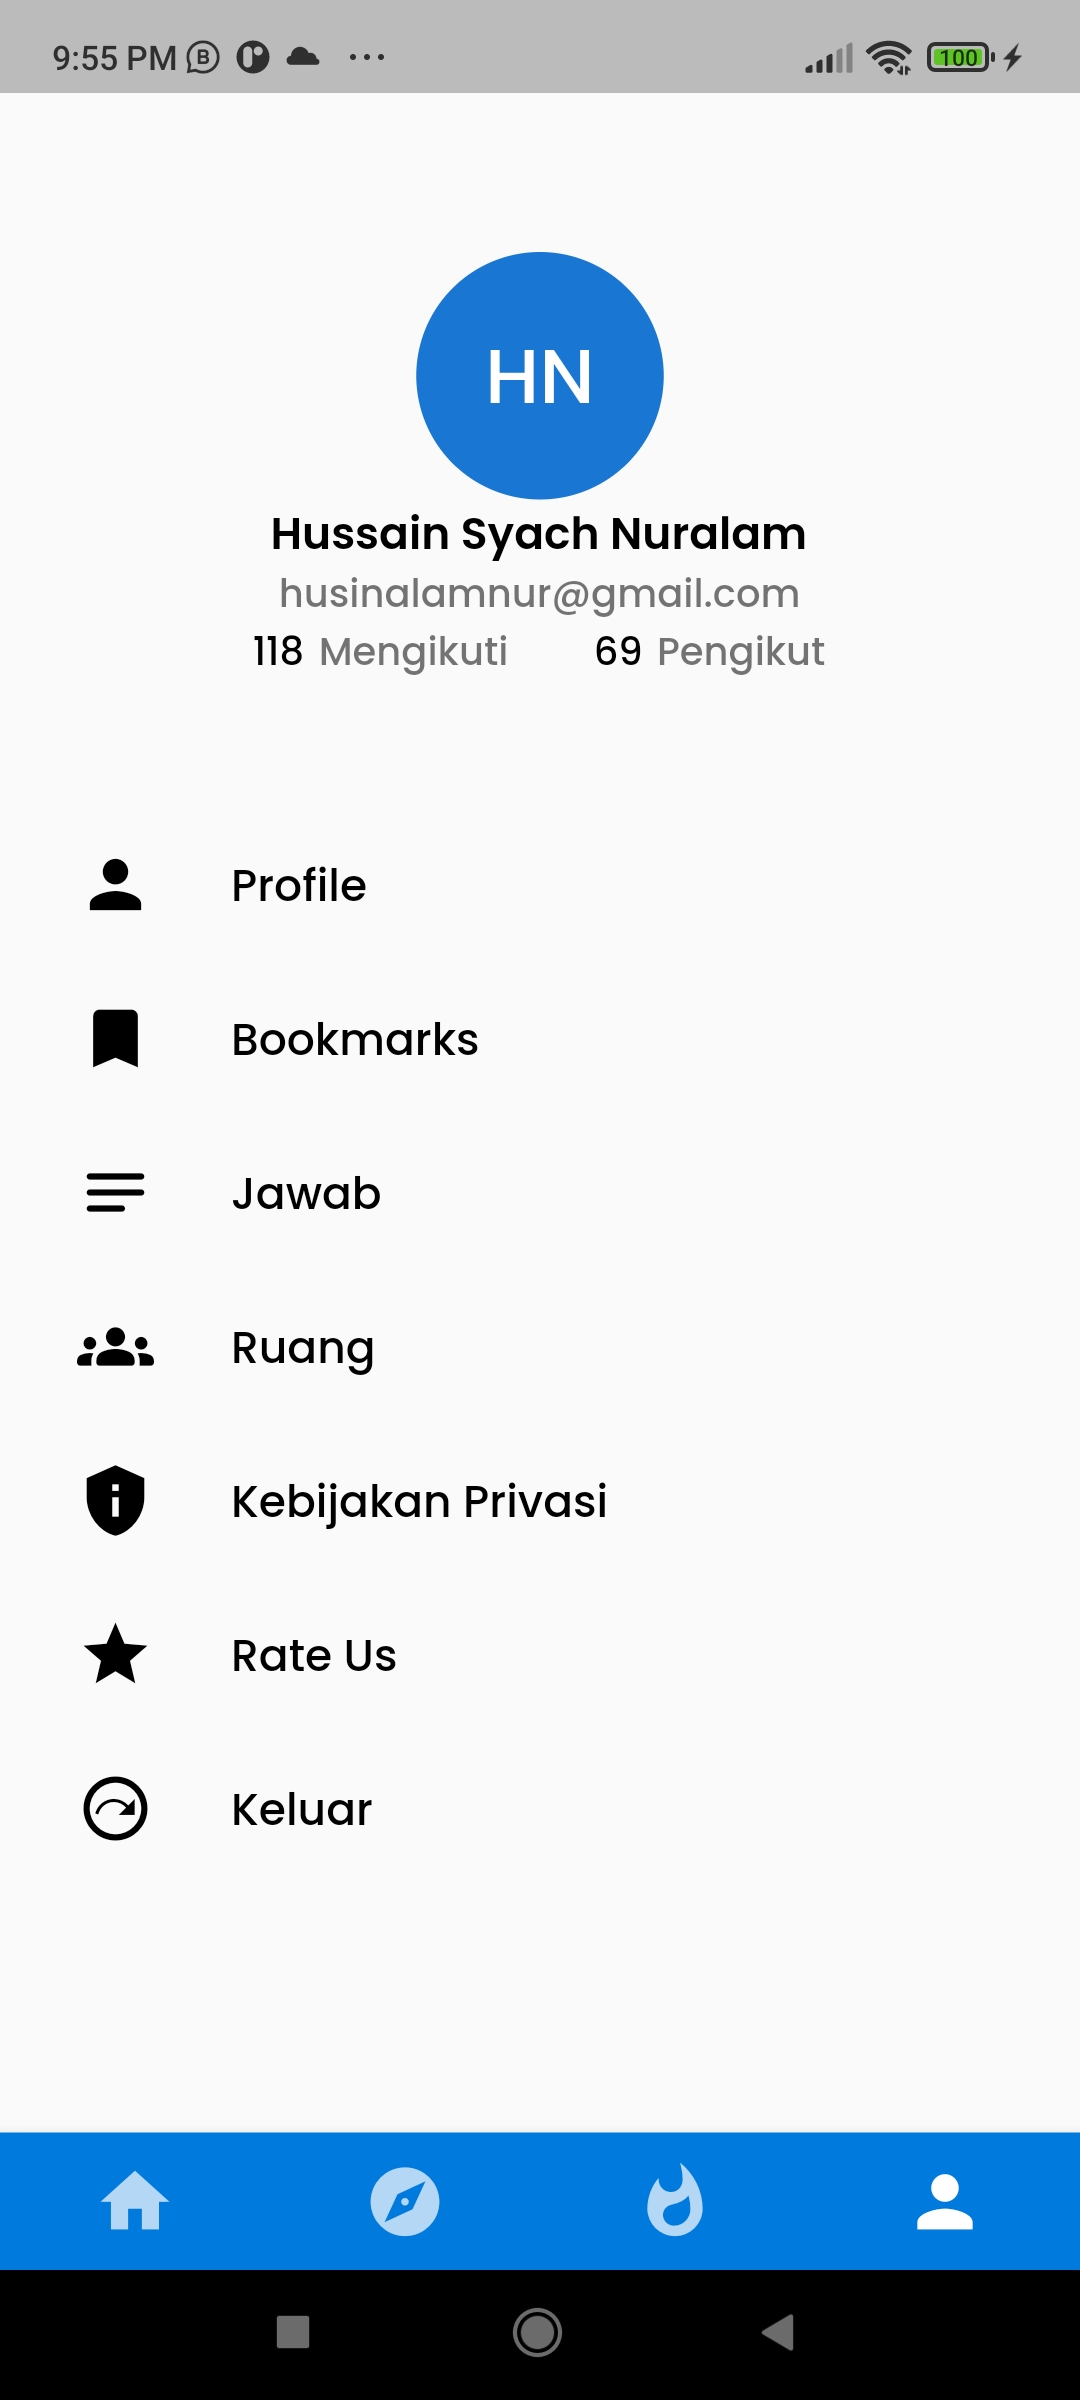 9:55 PM
100
HN
Hussain Syach Nuralam
husinalamnur@gmail.com
118 Mengikuti 69 Pengikut
Profile
Bookmarks
Jawab
Ruang
Kebijakan Privasi
Rate Us
Keluar